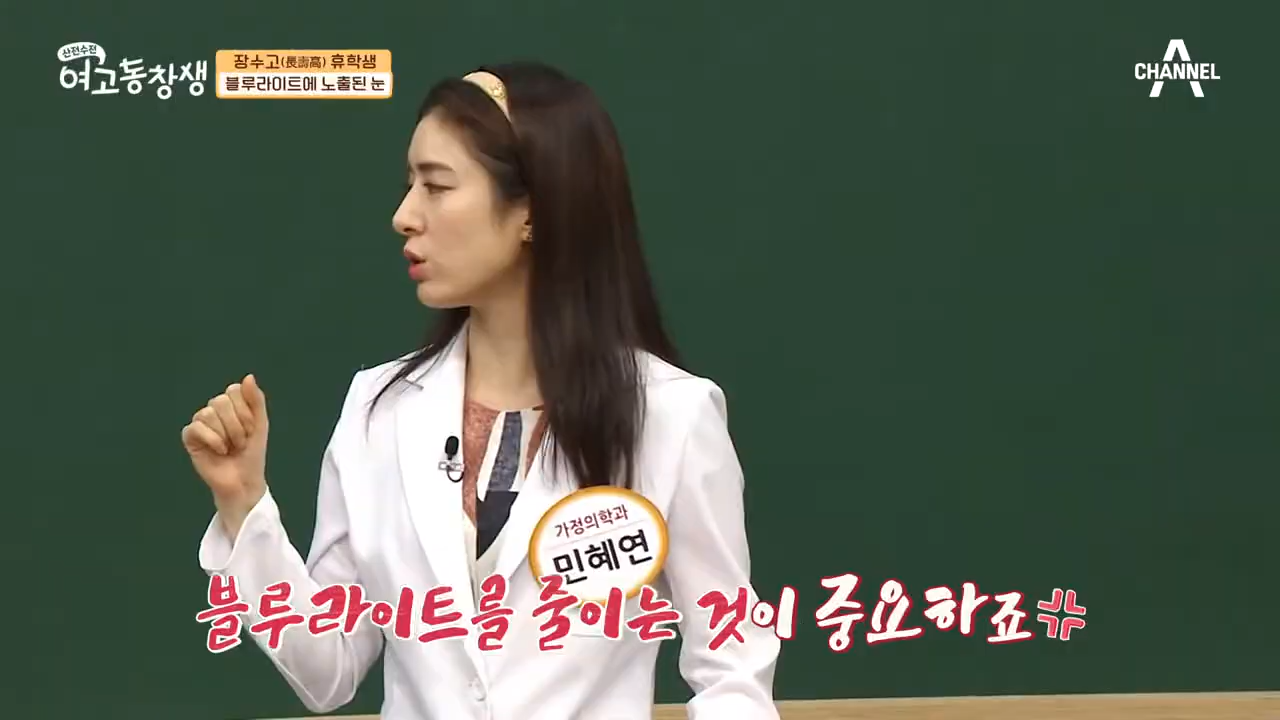 산전수전
여고동창생
장수고(長壽高) 휴학생
블루라이트에 노출된 눈
CHANNEL A
가정의학과
민혜연
블루라이트를 줄이는 것이 중요하죠